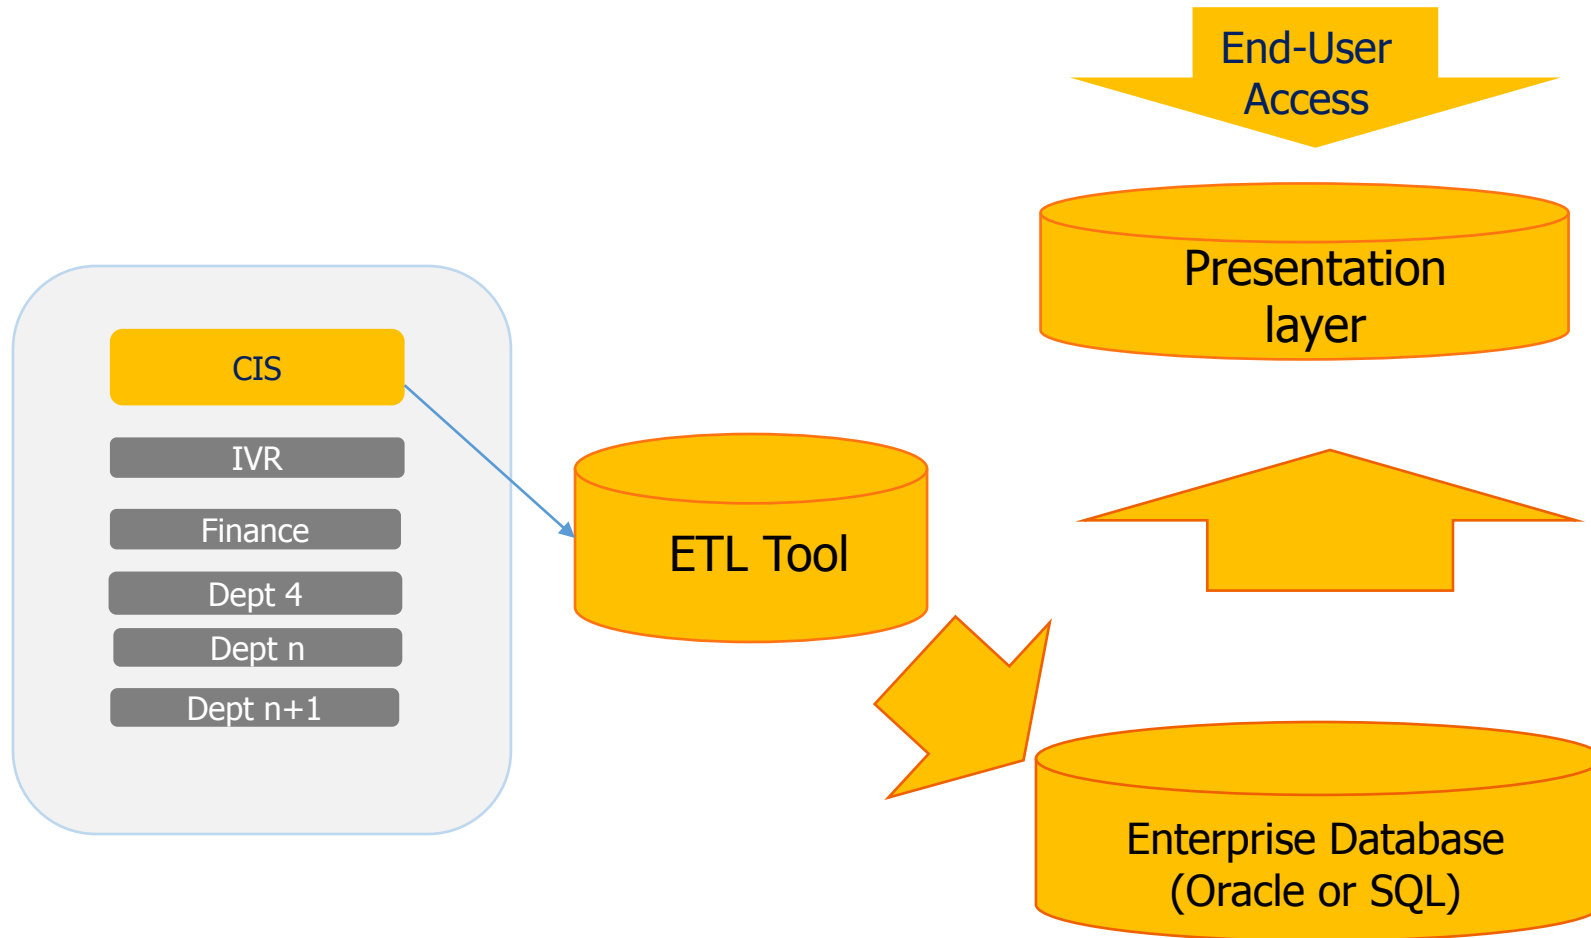 End-User
Access
Presentation
layer
CIS
IVR
Finance
Dept 4
Dept n
Dept n+1
ETL Tool
Enterprise Database
(Oracle or SQL)